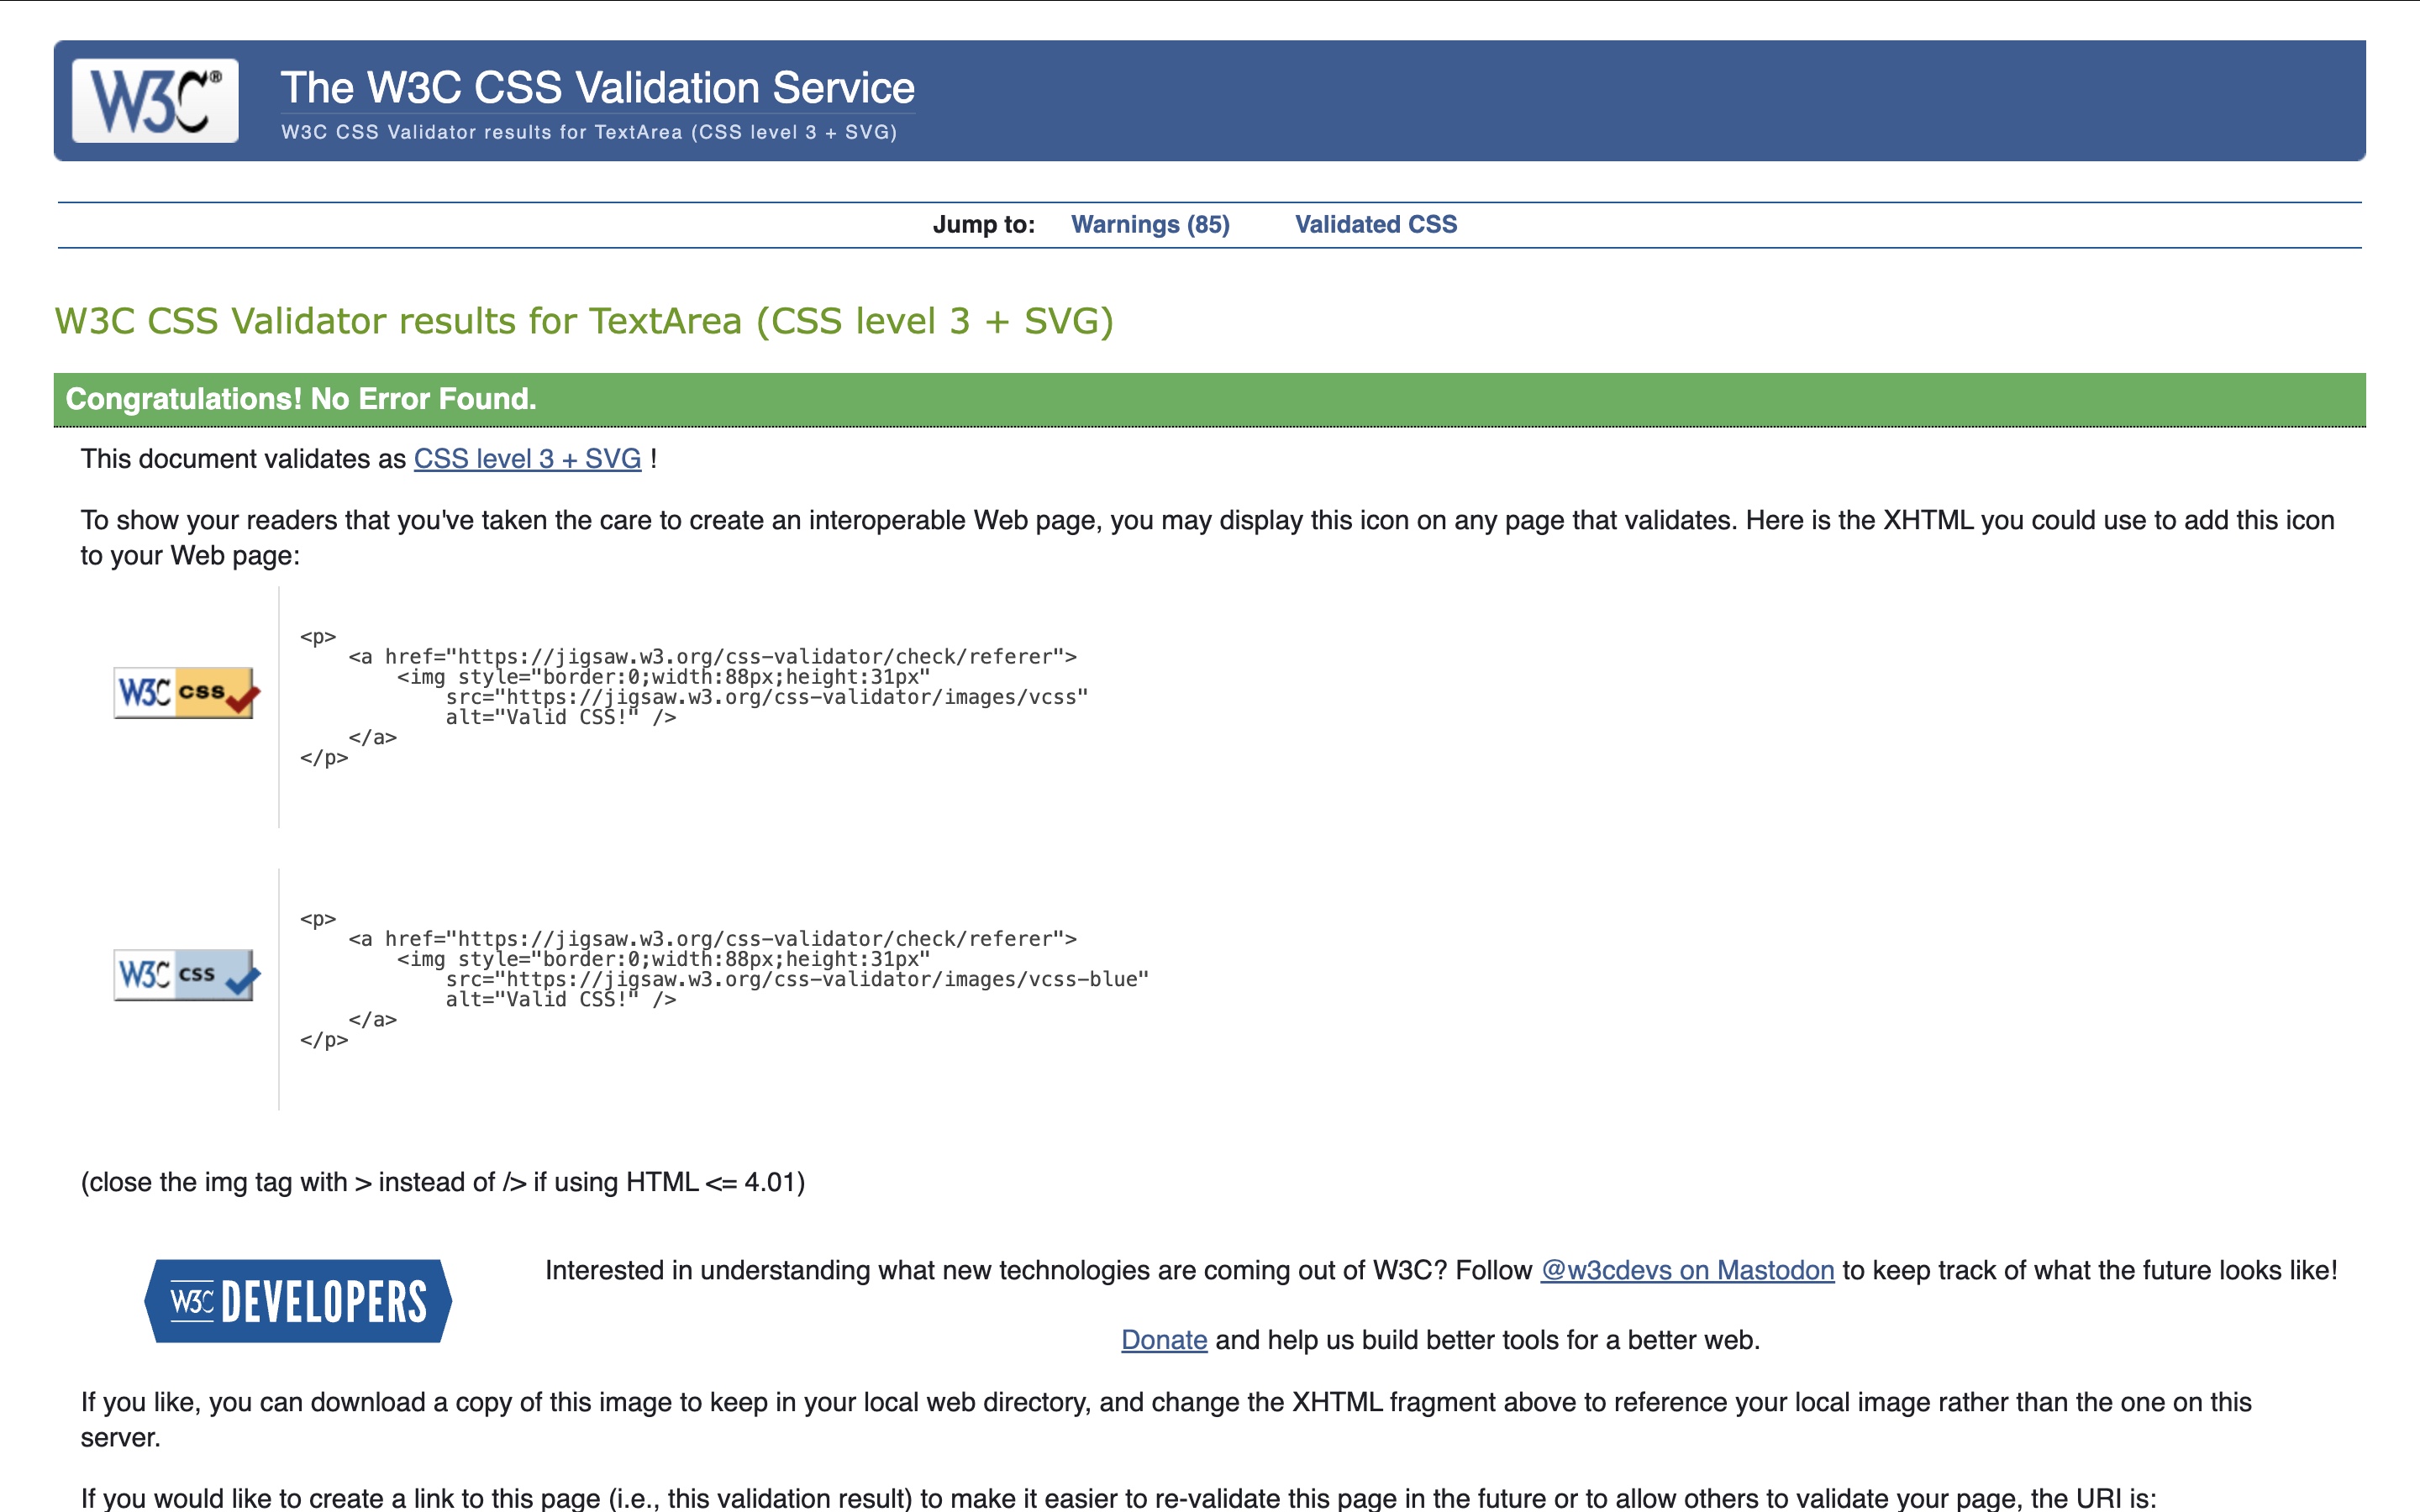 W3C®
The W3C CSS Validation Service
W3C CSS Validator results for TextArea (CSS level 3 + SVG)
Jump to: Warnings (85) Validated CSS
W3C CSS Validator results for TextArea (CSS level 3 + SVG)
Congratulations! No Error Found.
This document validates as CSS level 3 + SVG !
To show your readers that you've taken the care to create an interoperable Web page, you may display this icon on any page that validates. Here is the XHTML you could use to add this icon
to your Web page:
W3C css
<p>
    <a href="https://jigsaw.w3.org/css-validator/check/referer">
        <img style="border:0;width:88px;height:31px"
            src="https://jigsaw.w3.org/css-validator/images/vcss"
            alt="Valid CSS!" />
    </a>
</p>
W3C css
<p>
    <a href="https://jigsaw.w3.org/css-validator/check/referer">
        <img style="border:0;width:88px;height:31px"
            src="https://jigsaw.w3.org/css-validator/images/vcss-blue"
            alt="Valid CSS!" />
    </a>
</p>
(close the img tag with > instead of /> if using HTML <= 4.01)
W3C DEVELOPERS
Interested in understanding what new technologies are coming out of W3C? Follow @w3cdevs on Mastodon to keep track of what the future looks like!
Donate and help us build better tools for a better web.
If you like, you can download a copy of this image to keep in your local web directory, and change the XHTML fragment above to reference your local image rather than the one on this
server.
If you would like to create a link to this page (i.e., this validation result) to make it easier to re-validate this page in the future or to allow others to validate your page, the URI is: